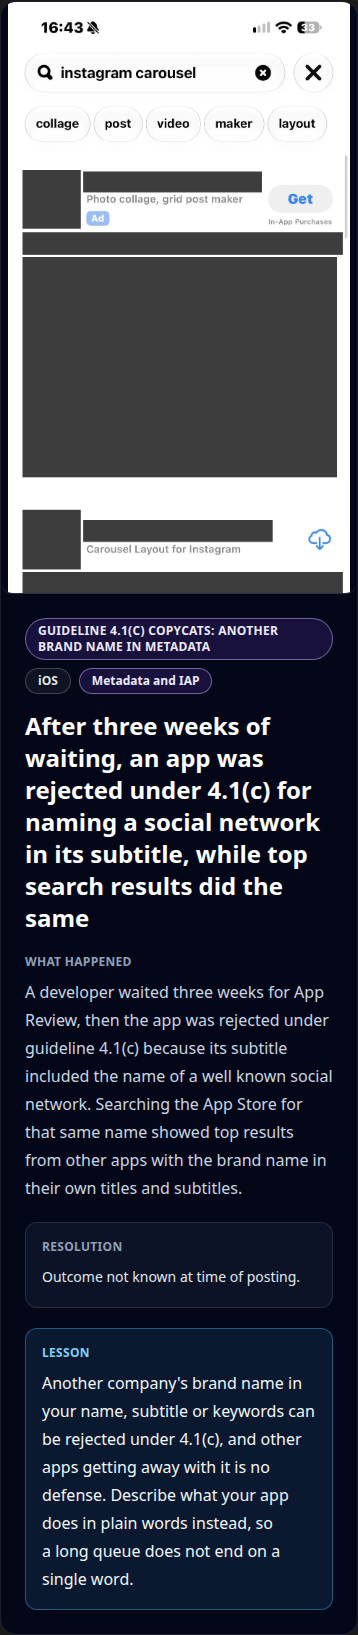 16:43
33
instagram carousel
collage
post
video
maker
layout
Photo collage, grid post maker
Get
Ad
In-App Purchases
Carousel Layout for Instagram
GUIDELINE 4.1(C) COPYCATS: ANOTHER
BRAND NAME IN METADATA
iOS
Metadata and IAP
After three weeks of
waiting, an app was
rejected under 4.1(c) for
naming a social network
in its subtitle, while top
search results did the
same
WHAT HAPPENED
A developer waited three weeks for App
Review, then the app was rejected under
guideline 4.1(c) because its subtitle
included the name of a well known social
network. Searching the App Store for
that same name showed top results
from other apps with the brand name in
their own titles and subtitles.
RESOLUTION
Outcome not known at time of posting.
LESSON
Another company's brand name in
your name, subtitle or keywords can
be rejected under 4.1(c), and other
apps getting away with it is no
defense. Describe what your app
does in plain words instead, so
a long queue does not end on a
single word.